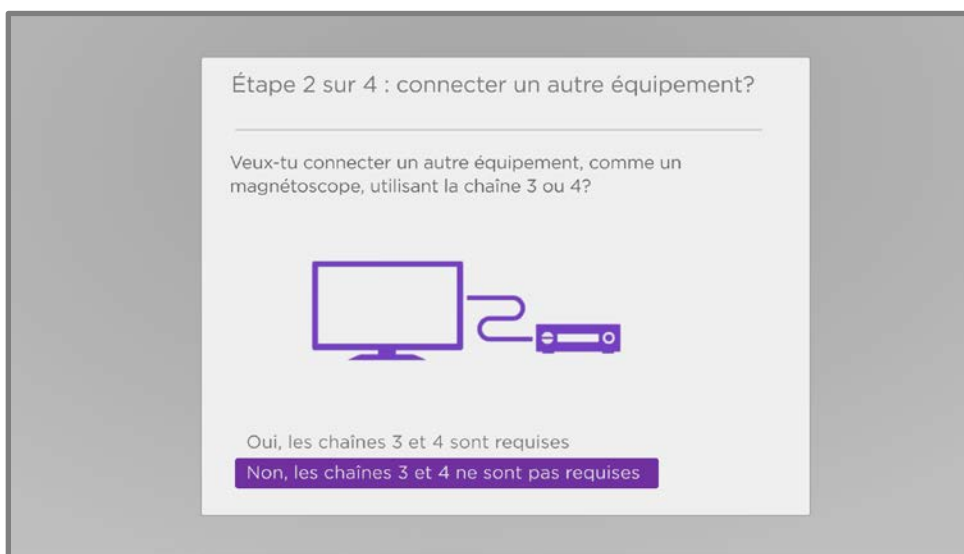 Étape 2 sur 4 : connecter un autre équipement?
Veux-tu connecter un autre équipement, comme un
magnétoscope, utilisant la chaîne 3 ou 4?
Oui, les chaînes 3 et 4 sont requises
Non, les chaînes 3 et 4 ne sont pas requises